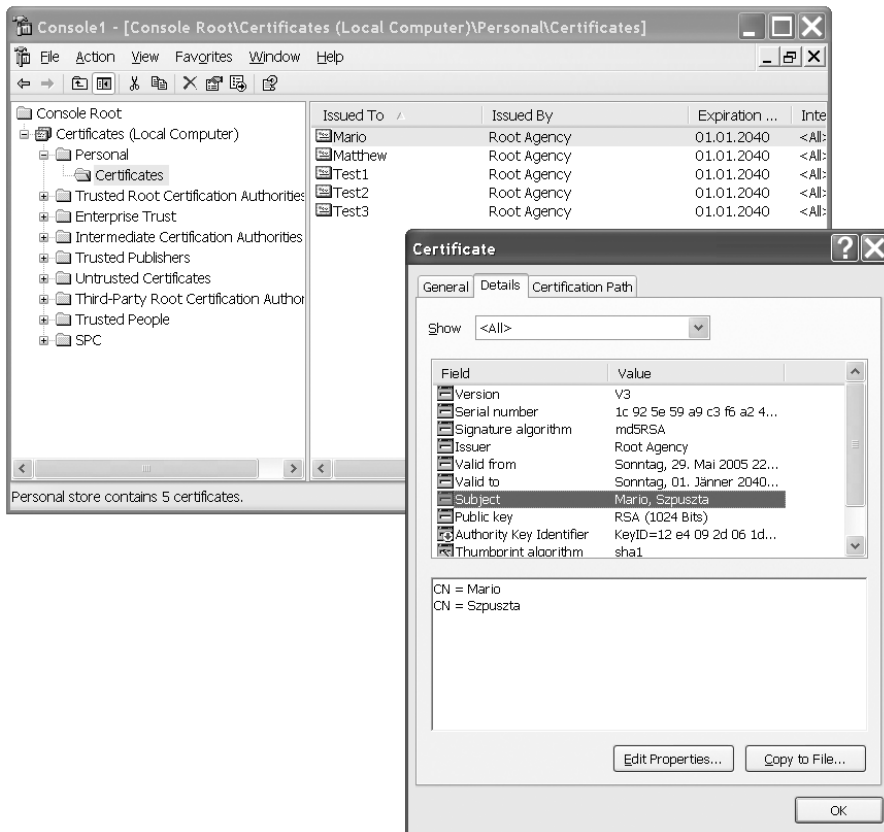 Console1 - [Console Root\Certificates (Local Computer)\Personal\Certificates]
File Action View Favorites Window Help
Console Root
Certificates (Local Computer)
Personal
Certificates
Trusted Root Certification Authorities
Enterprise Trust
Intermediate Certification Authorities
Trusted Publishers
Untrusted Certificates
Third-Party Root Certification Author
Trusted People
SPC
Issued To Issued By Expiration ... Inte
Mario Root Agency 01.01.2040 <All>
Matthew Root Agency 01.01.2040 <All>
Test1 Root Agency 01.01.2040 <All>
Test2 Root Agency 01.01.2040 <All>
Test3 Root Agency 01.01.2040 <All>
Personal store contains 5 certificates.
Certificate
General Details Certification Path
Show <All>
Field Value
Version V3
Serial number 1c 92 5e 59 a9 c3 f6 a2 4...
Signature algorithm md5RSA
Issuer Root Agency
Valid from Sonntag, 29. Mai 2005 22...
Valid to Sonntag, 01. Jänner 2040...
Subject Mario, Szpuszta
Public key RSA (1024 Bits)
Authority Key Identifier KeyID=12 e4 09 2d 06 1d...
Thumbprint algorithm sha1
CN = Mario
CN = Szpuszta
Edit Properties... Copy to File...
OK